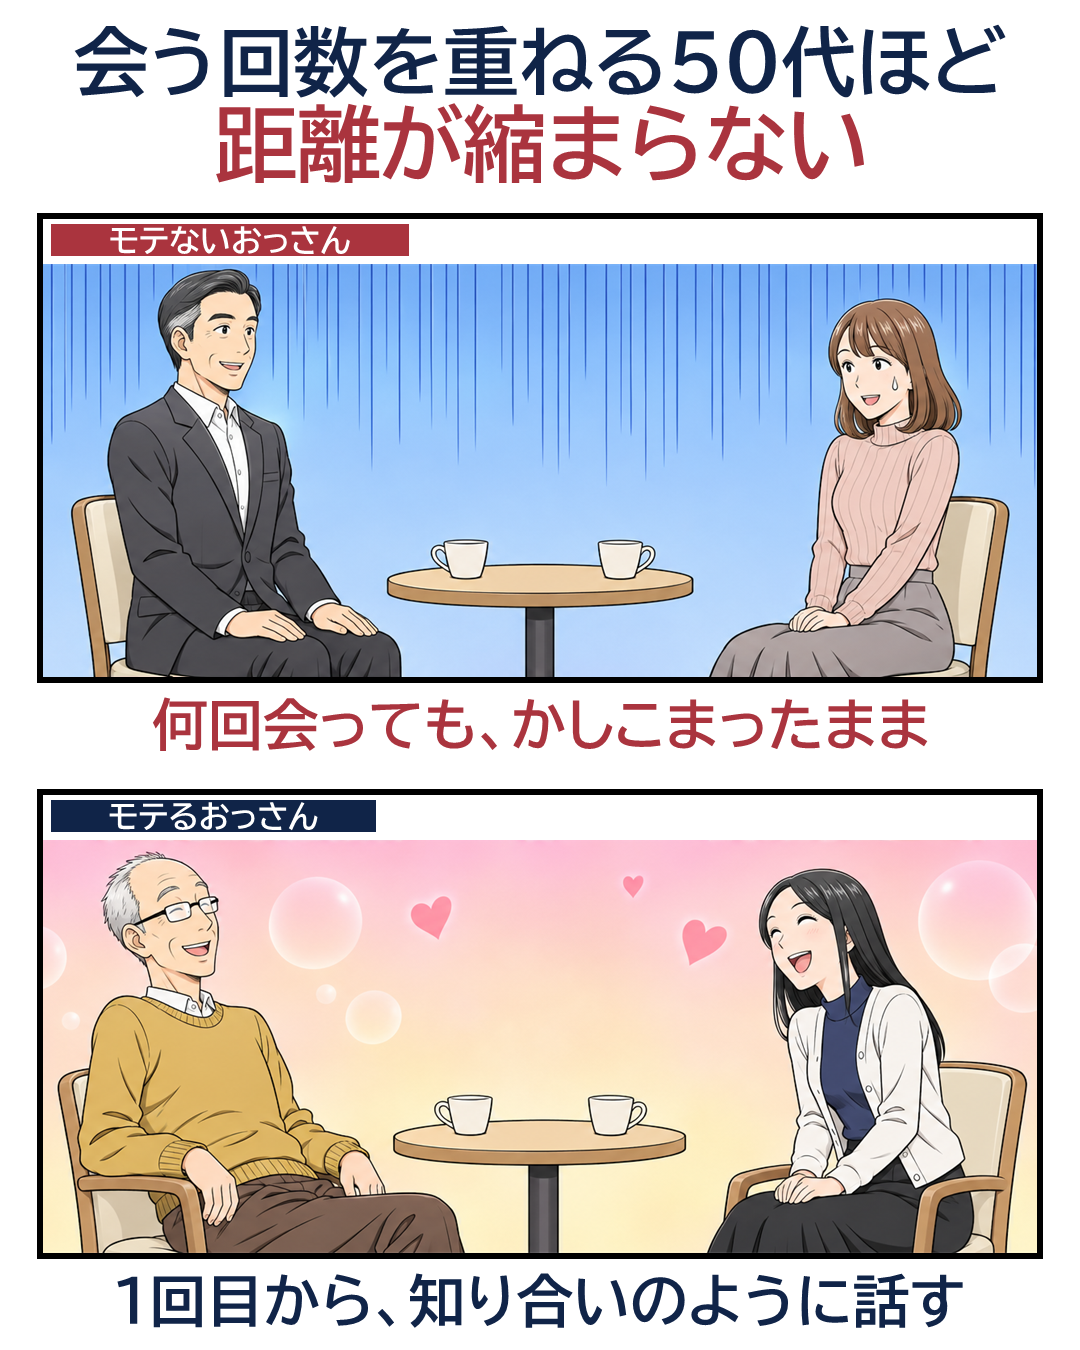 会う回数を重ねる50代ほど
距離が縮まらない
モテないおっさん
何回会っても、かしこまったまま
モテるおっさん
1回目から、知り合いのように話す